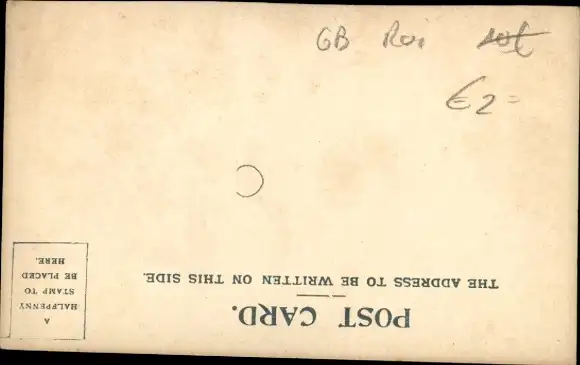 GB Roi
€2=
POST CARD.
THE ADDRESS TO BE WRITTEN ON THIS SIDE.
A
HALFPENNY
STAMP TO
BE PLACED
HERE.